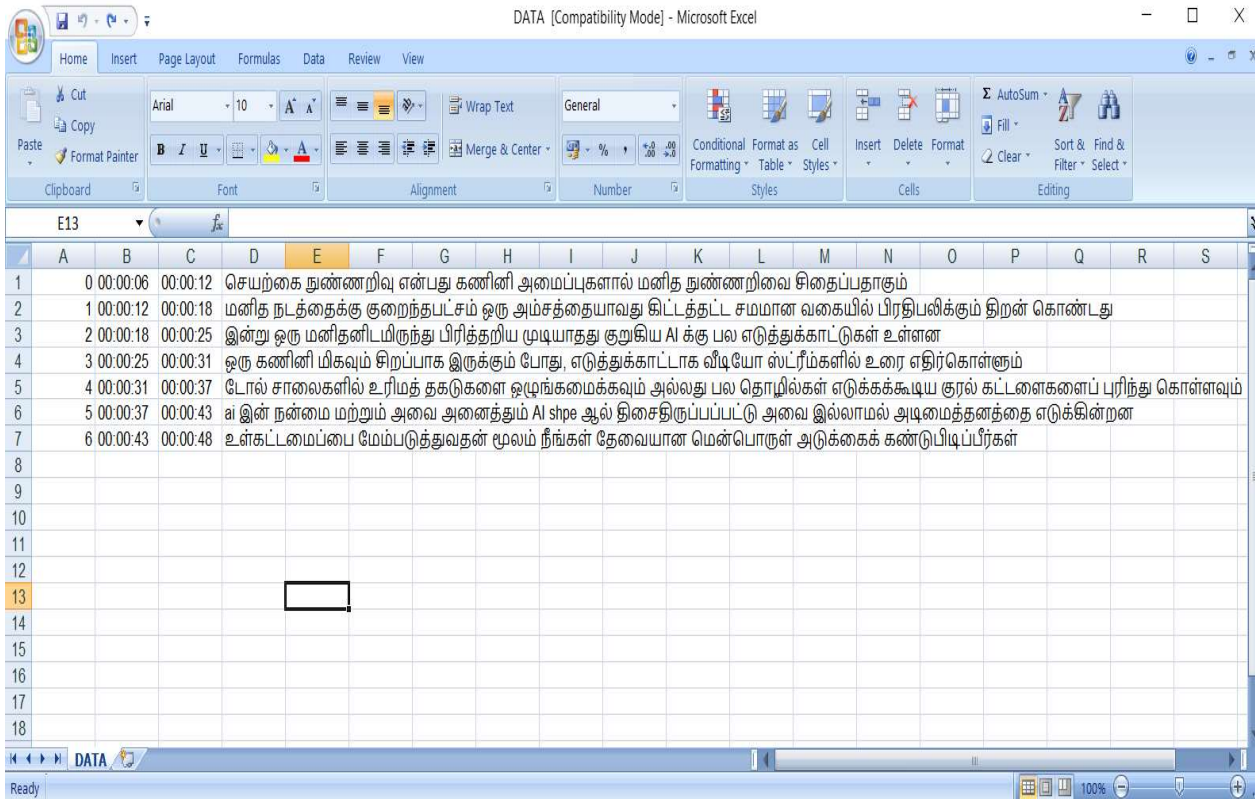 DATA [Compatibility Mode] - Microsoft Excel
Home Insert Page Layout Formulas Data Review View
Paste
Cut
Copy
Format Painter
Clipboard
Arial 10
B I U
Font
Wrap Text
Merge & Center
Alignment
General
Number
Conditional Formatting
Format as Table
Cell Styles
Styles
Insert Delete Format
Cells
Σ AutoSum
Fill
Clear
Sort & Filter
Find & Select
Editing
E13 fx
A B C D E F G H I J K L M N O P Q R S
1 0 00:00:06 00:00:12 செயற்கை நுண்ணறிவு என்பது கணினி அமைப்புகளால் மனித நுண்ணறிவை சிதைப்பதாகும்
2 1 00:00:12 00:00:18 மனித நடத்தைக்கு குறைந்தபட்சம் ஒரு அம்சத்தையாவது கிட்டத்தட்ட சமமான வகையில் பிரதிபலிக்கும் திறன் கொண்டது
3 2 00:00:18 00:00:25 இன்று ஒரு மனிதனிடமிருந்து பிரித்தறிய முடியாதது குறுகிய AI க்கு பல எடுத்துக்காட்டுகள் உள்ளன
4 3 00:00:25 00:00:31 ஒரு கணினி மிகவும் சிறப்பாக இருக்கும் போது, எடுத்துக்காட்டாக வீடியோ ஸ்ட்ரீம்களில் உரை எதிர்கொள்ளும்
5 4 00:00:31 00:00:37 டோல் சாலைகளில் உரிமத் தகடுகளை ஒழுங்கமைக்கவும் அல்லது பல தொழில்கள் எடுக்கக்கூடிய குரல் கட்டளைகளைப் புரிந்து கொள்ளவும்
6 5 00:00:37 00:00:43 ai இன் நன்மை மற்றும் அவை அனைத்தும் AI shpe ஆல் திசைதிருப்பப்பட்டு அவை இல்லாமல் அடிமைத்தனத்தை எடுக்கின்றன
7 6 00:00:43 00:00:48 உள்கட்டமைப்பை மேம்படுத்துவதன் மூலம் நீங்கள் தேவையான மென்பொருள் அடுக்கைக் கண்டுபிடிப்பீர்கள்
8
9
10
11
12
13
14
15
16
17
18
DATA
Ready 100%